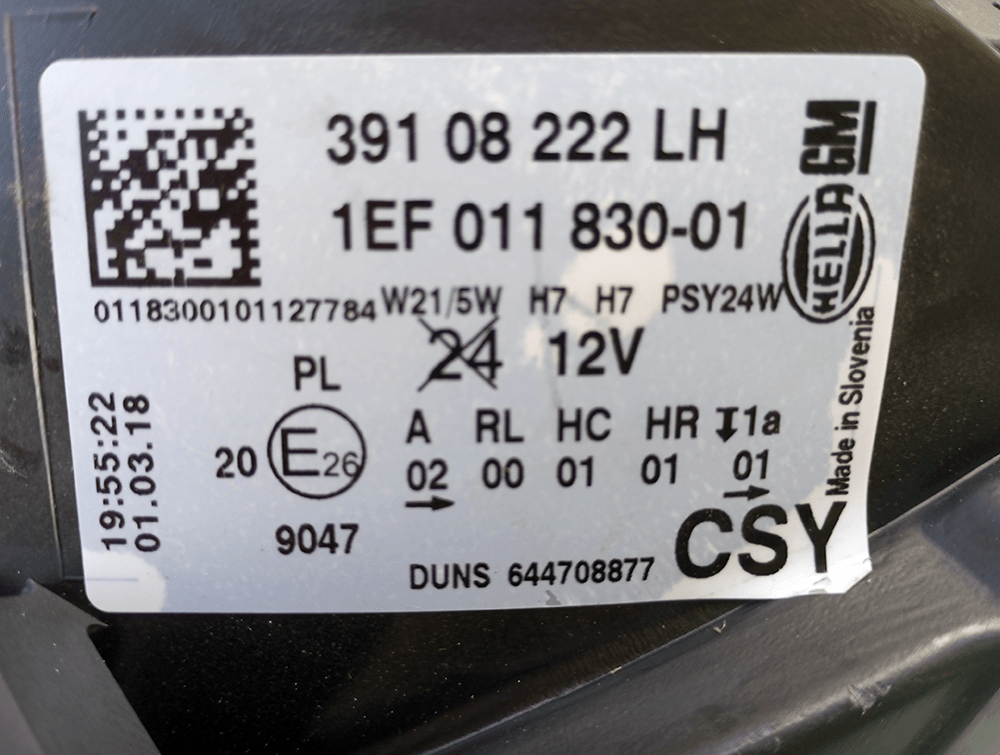 391 08 222 LH
1EF 011 830-01
GM
HELLA
0118300101127784 W21/5W H7 H7 PSY24W
24 12V
PL
A RL HC HR 1a
20 E26 02 00 01 01 01
9047
DUNS 644708877
CSY
Made in Slovenia
19:55:22
01.03.18